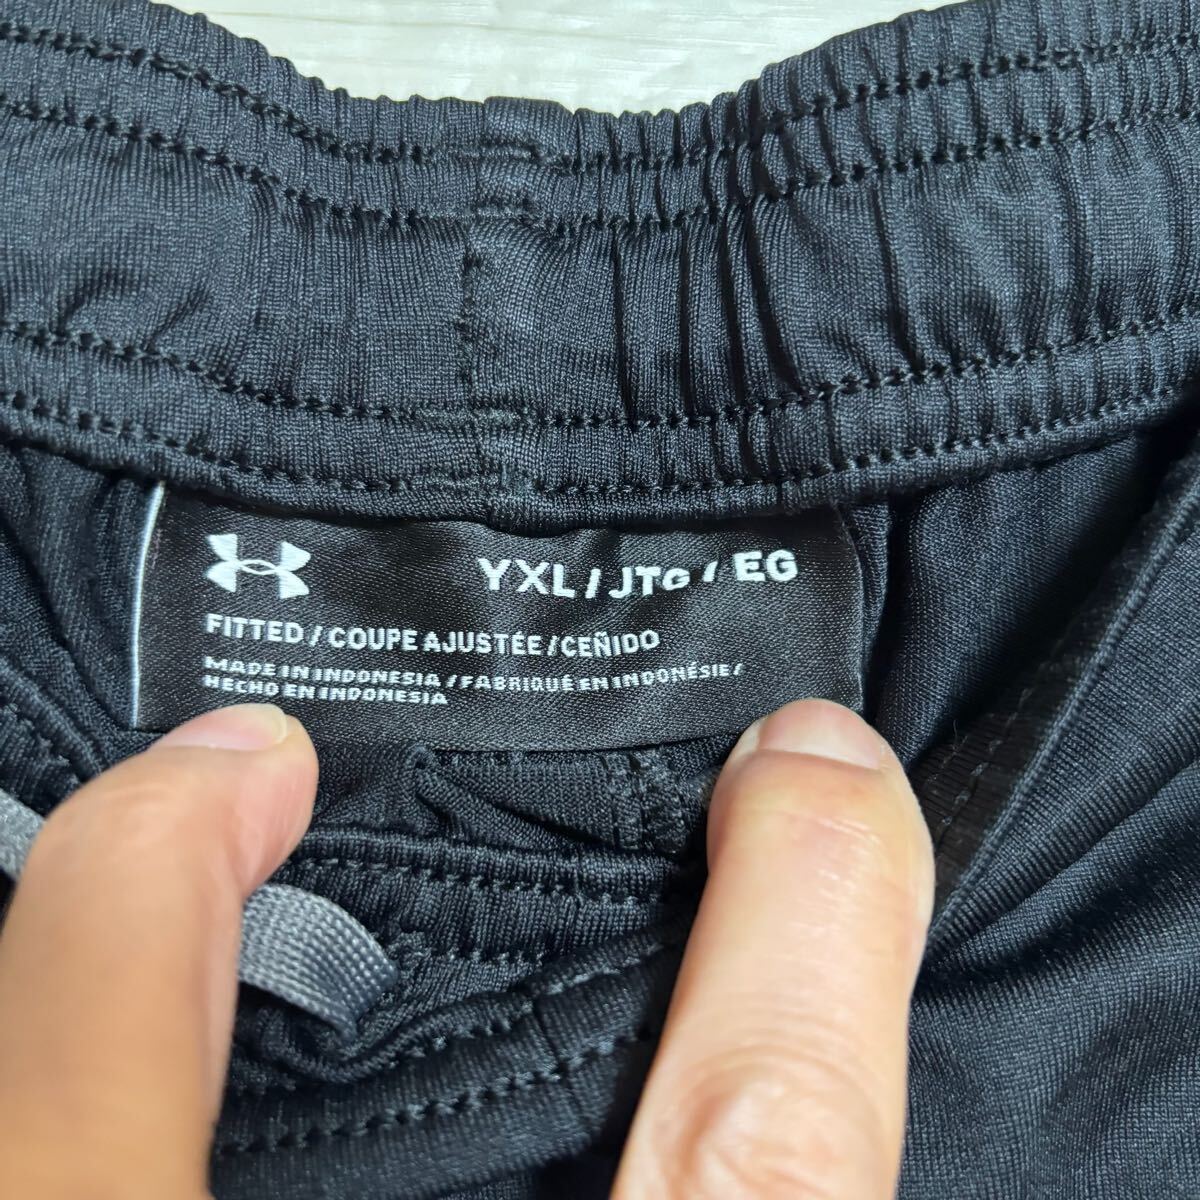 YXL / JTG / EG
FITTED / COUPE AJUSTÉE / CEÑIDO
MADE IN INDONESIA / FABRIQUÉ EN INDONÉSIE /
HECHO EN INDONESIA